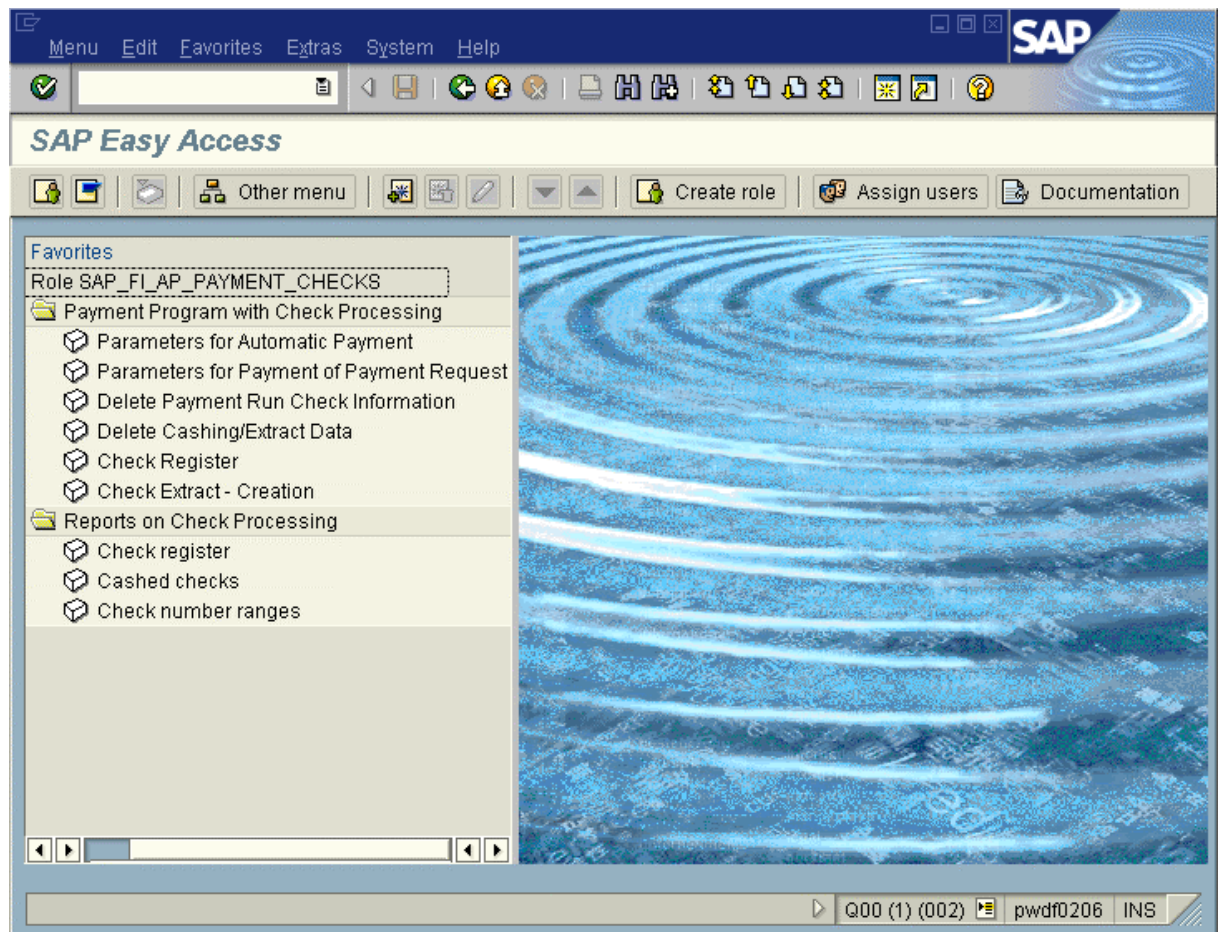 Menu Edit Favorites Extras System Help
SAP
SAP Easy Access
Other menu Create role Assign users Documentation
Favorites
Role SAP_FI_AP_PAYMENT_CHECKS
Payment Program with Check Processing
Parameters for Automatic Payment
Parameters for Payment of Payment Request
Delete Payment Run Check Information
Delete Cashing/Extract Data
Check Register
Check Extract - Creation
Reports on Check Processing
Check register
Cashed checks
Check number ranges
Q00 (1) (002) pwdf0206 INS